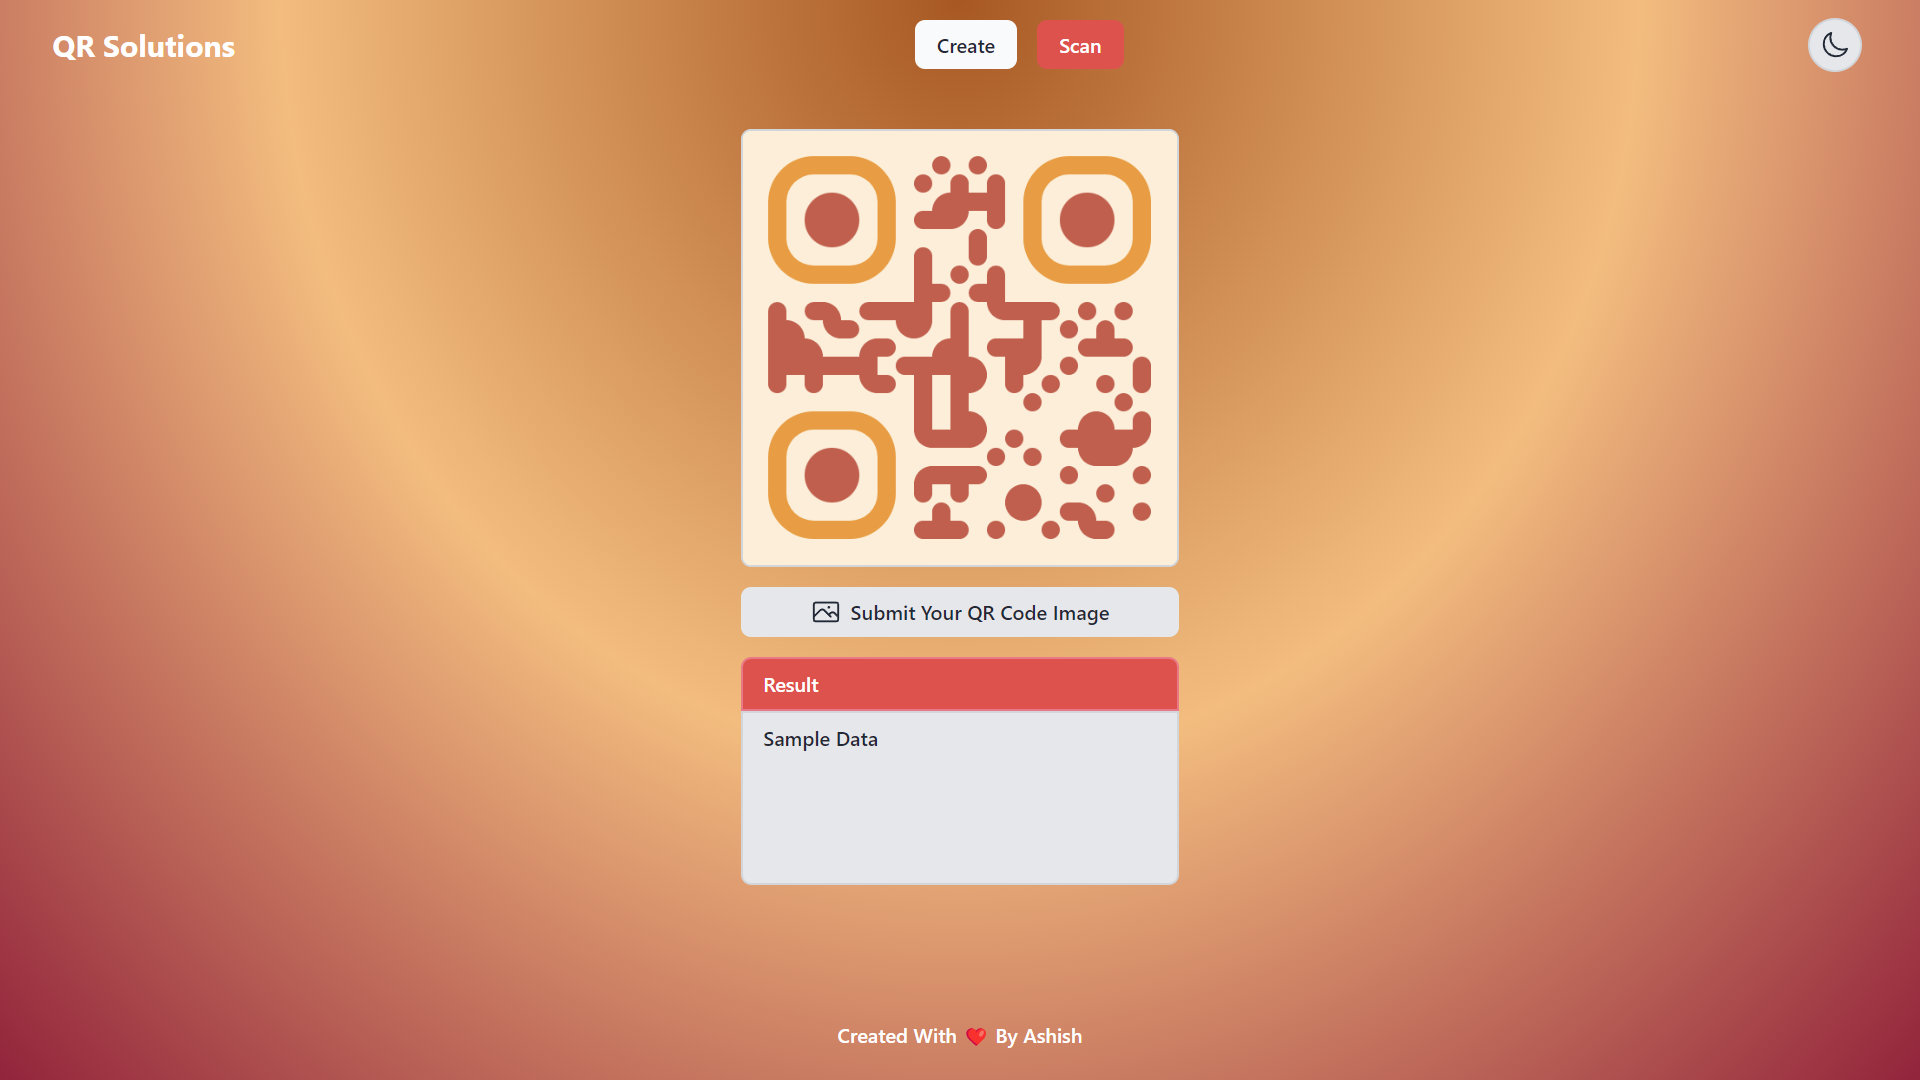 QR Solutions
Create
Scan
Submit Your QR Code Image
Result
Sample Data
Created With ❤️ By Ashish